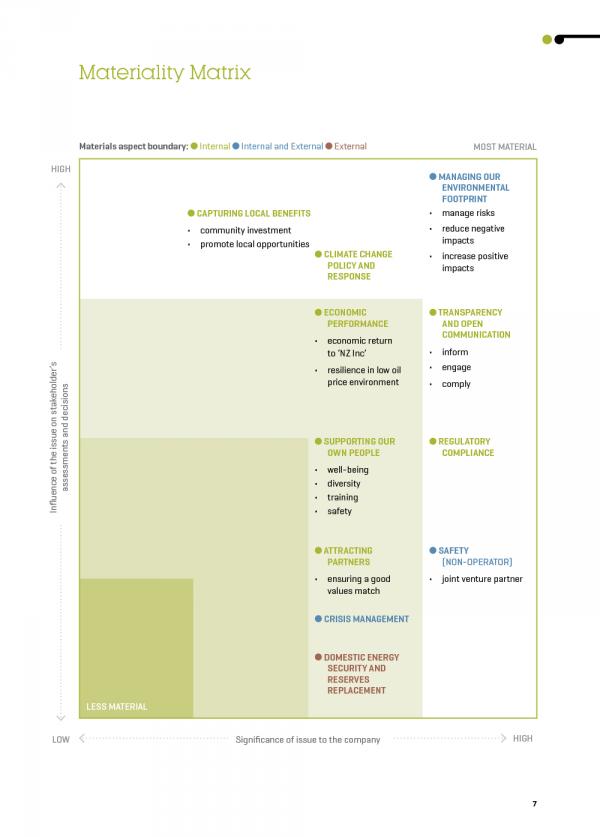 Materiality Matrix
Materials aspect boundary: Internal Internal and External External
MOST MATERIAL
HIGH
MANAGING OUR
ENVIRONMENTAL
FOOTPRINT
• manage risks
• reduce negative
impacts
• increase positive
impacts
CAPTURING LOCAL BENEFITS
• community investment
• promote local opportunities
CLIMATE CHANGE
POLICY AND
RESPONSE
ECONOMIC
PERFORMANCE
• economic return
to ‘NZ Inc’
• resilience in low oil
price environment
TRANSPARENCY
AND OPEN
COMMUNICATION
• inform
• engage
• comply
Influence of the issue on stakeholder's
assessments and decisions
SUPPORTING OUR
OWN PEOPLE
• well-being
• diversity
• training
• safety
REGULATORY
COMPLIANCE
ATTRACTING
PARTNERS
• ensuring a good
values match
SAFETY
(NON-OPERATOR)
• joint venture partner
CRISIS MANAGEMENT
DOMESTIC ENERGY
SECURITY AND
RESERVES
REPLACEMENT
LESS MATERIAL
LOW
Significance of issue to the company
HIGH
7